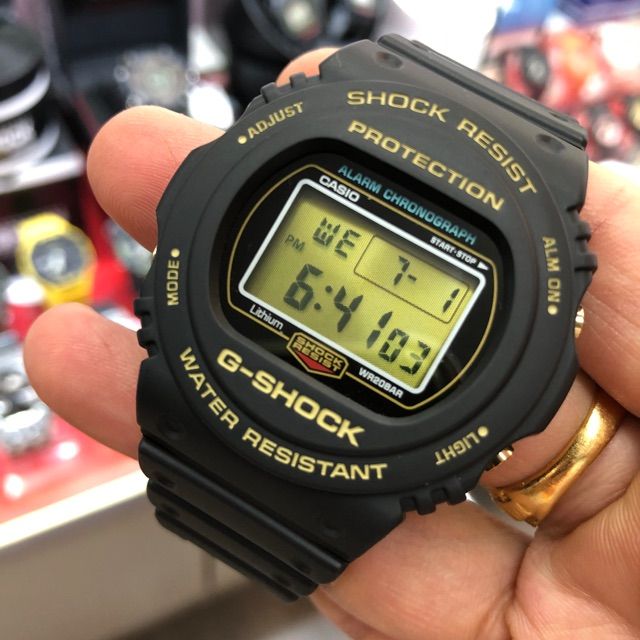 SHOCK RESIST
PROTECTION
ADJUST
MODE
ALM ON
LIGHT
ALARM CHRONOGRAPH
CASIO
START·STOP
WE
PM
7- 1
6:41 03
Lithium
SHOCK
RESIST
WR20BAR
G-SHOCK
WATER RESISTANT